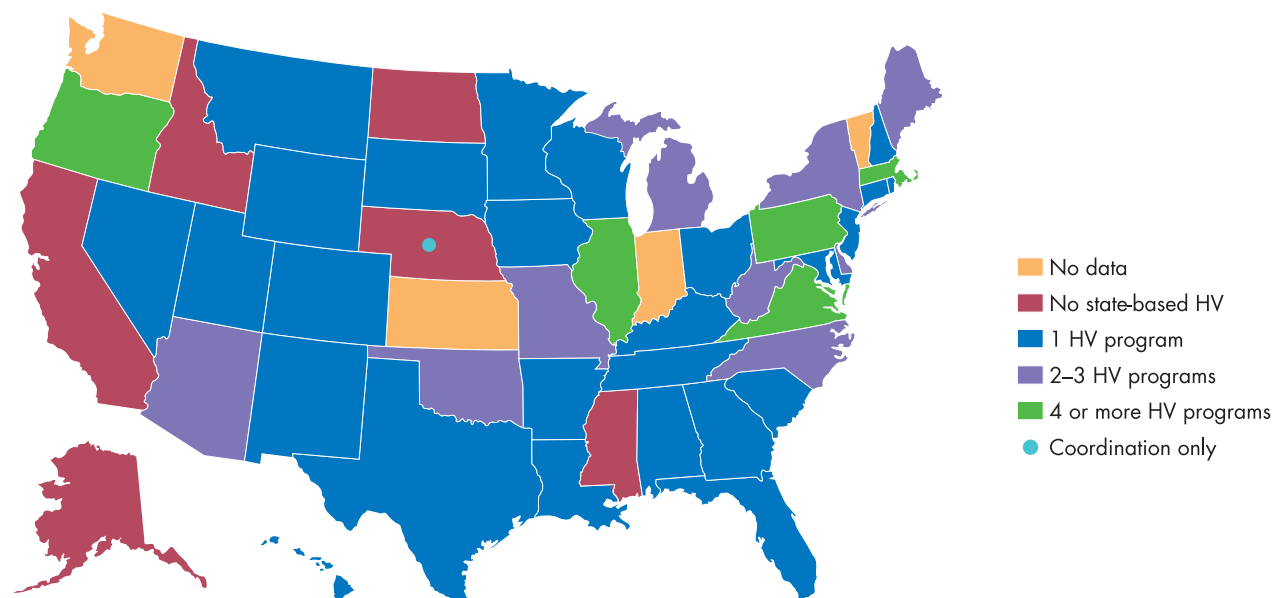 No data
No state-based HV
1 HV program
2–3 HV programs
4 or more HV programs
Coordination only